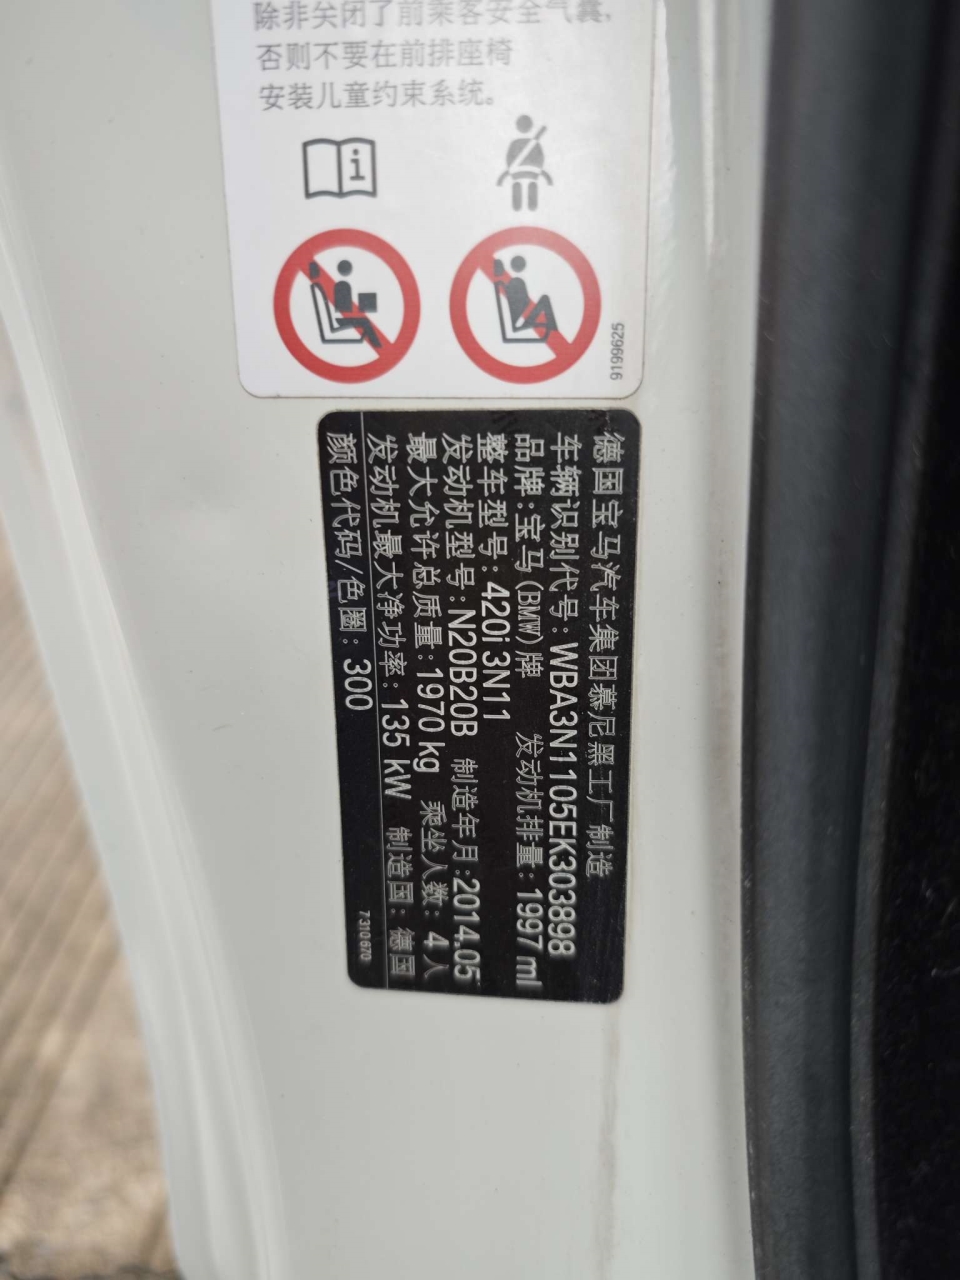 除非关闭了前乘客安全气囊,
否则不要在前排座椅
安装儿童约束系统。
9199625
德国宝马汽车集团慕尼黑工厂制造
车辆识别代号: WBA3N1105EK303898
品牌:宝马(BMW)牌 发动机排量: 1997 ml
整车型号: 420i 3N11
发动机型号: N20B20B 制造年月: 2014.05
最大允许总质量: 1970 kg 乘坐人数: 4人
发动机最大净功率: 135 kW 制造国: 德国
颜色代码/色圈: 300
7310670